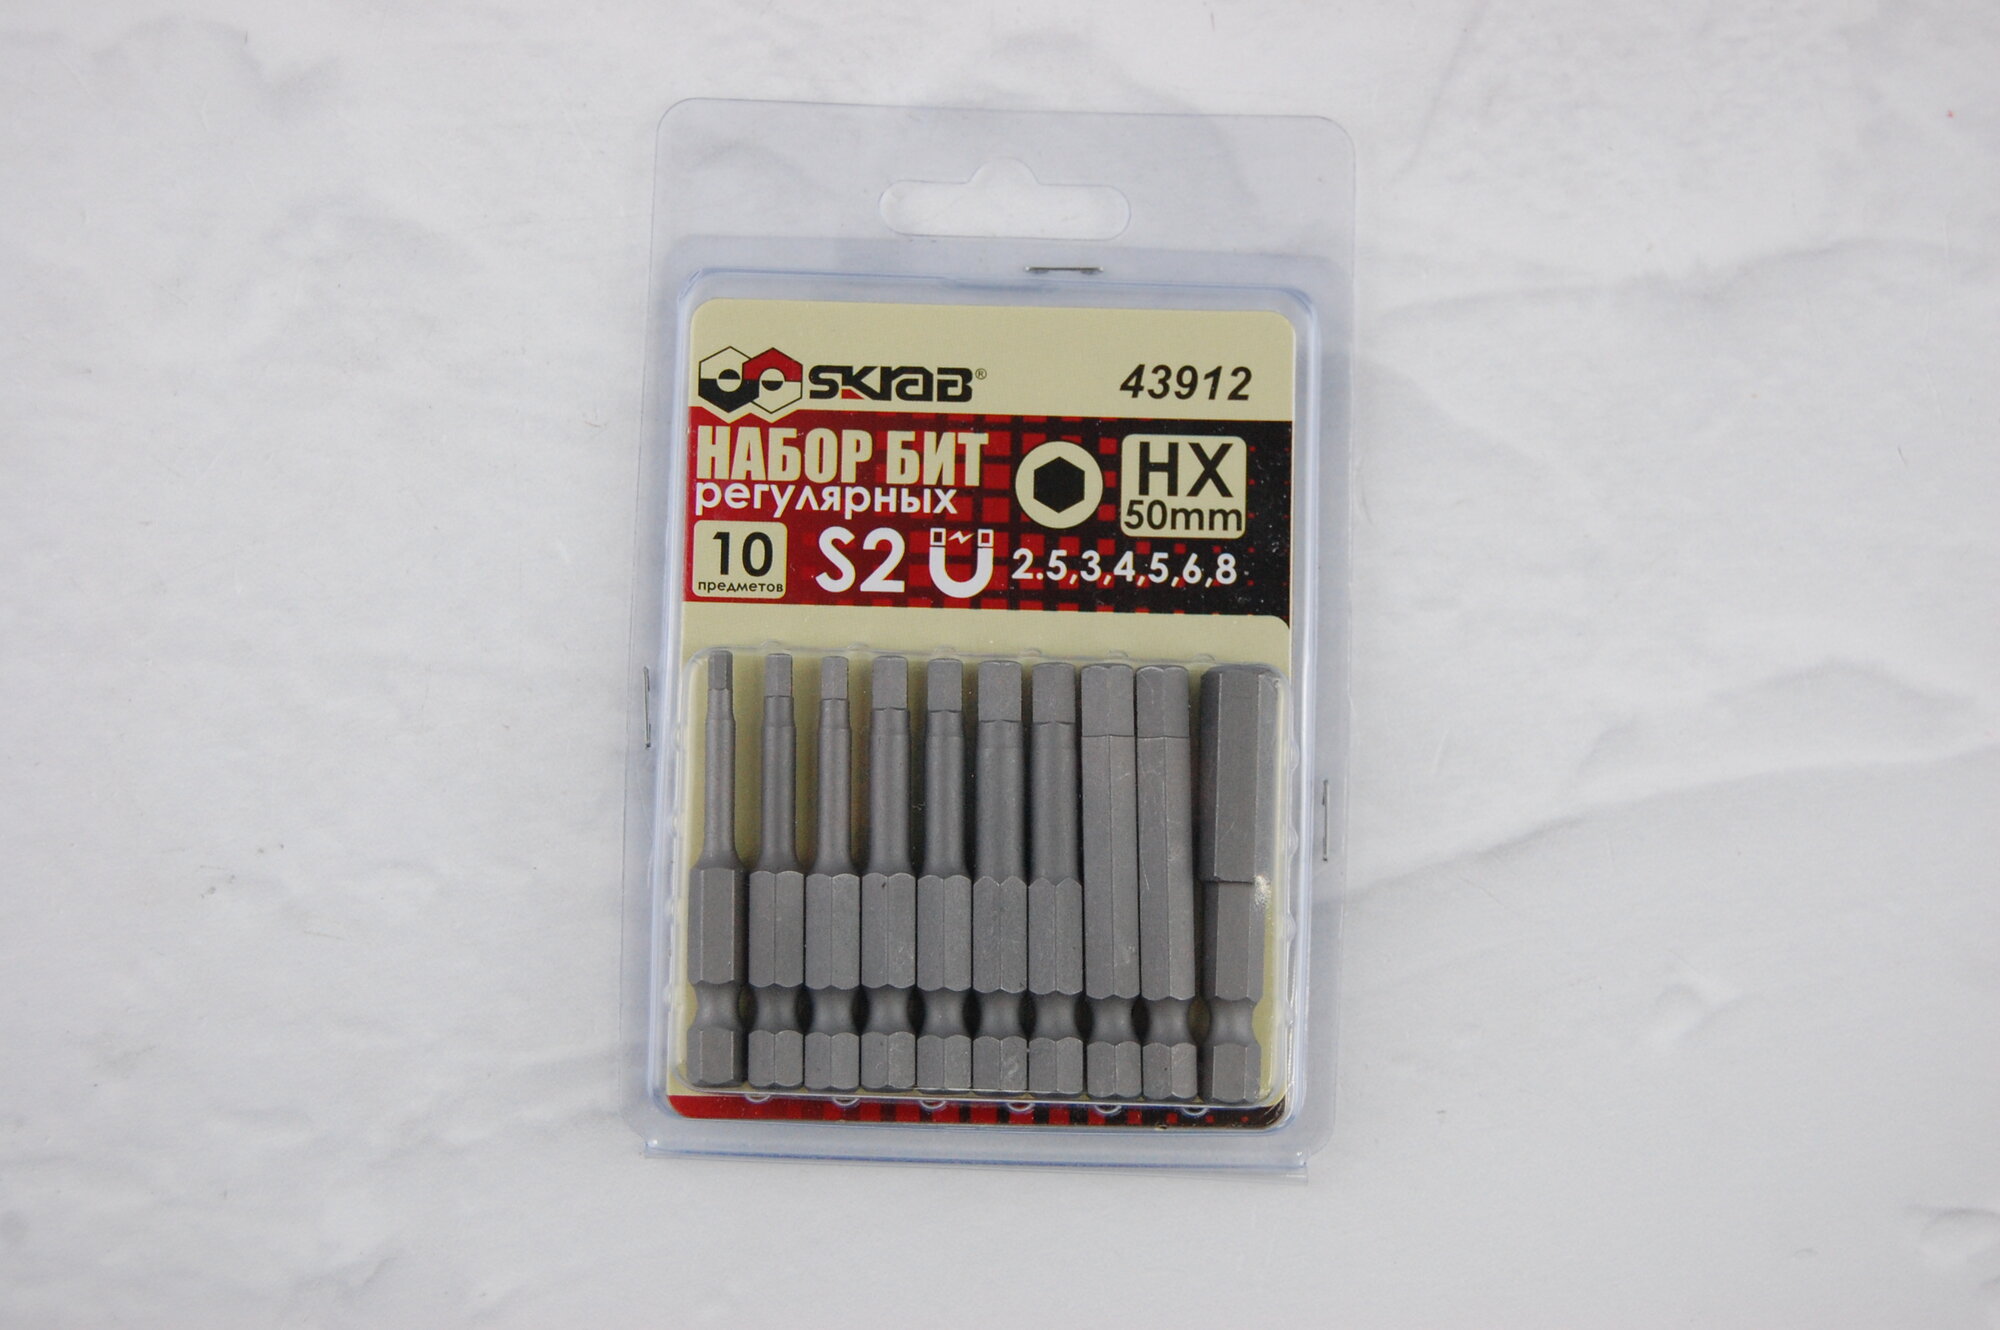 SKRAB® 43912
НАБОР БИТ
регулярных
HX
50mm
10
предметов
S2
2.5,3,4,5,6,8